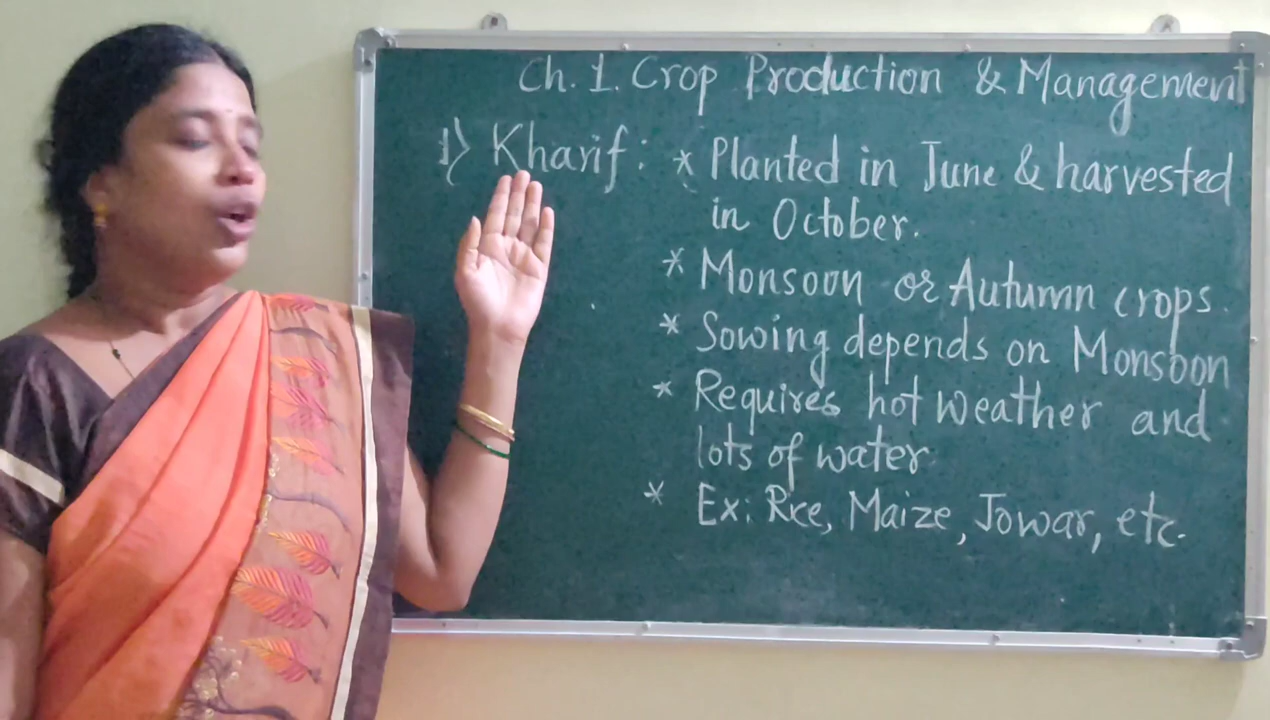 Ch. 1. Crop Production & Management
1) Kharif: * Planted in June & harvested
in October.
* Monsoon or Autumn crops.
* Sowing depends on Monsoon
* Requires hot weather and
lots of water
* Ex: Rice, Maize, Jowar, etc.